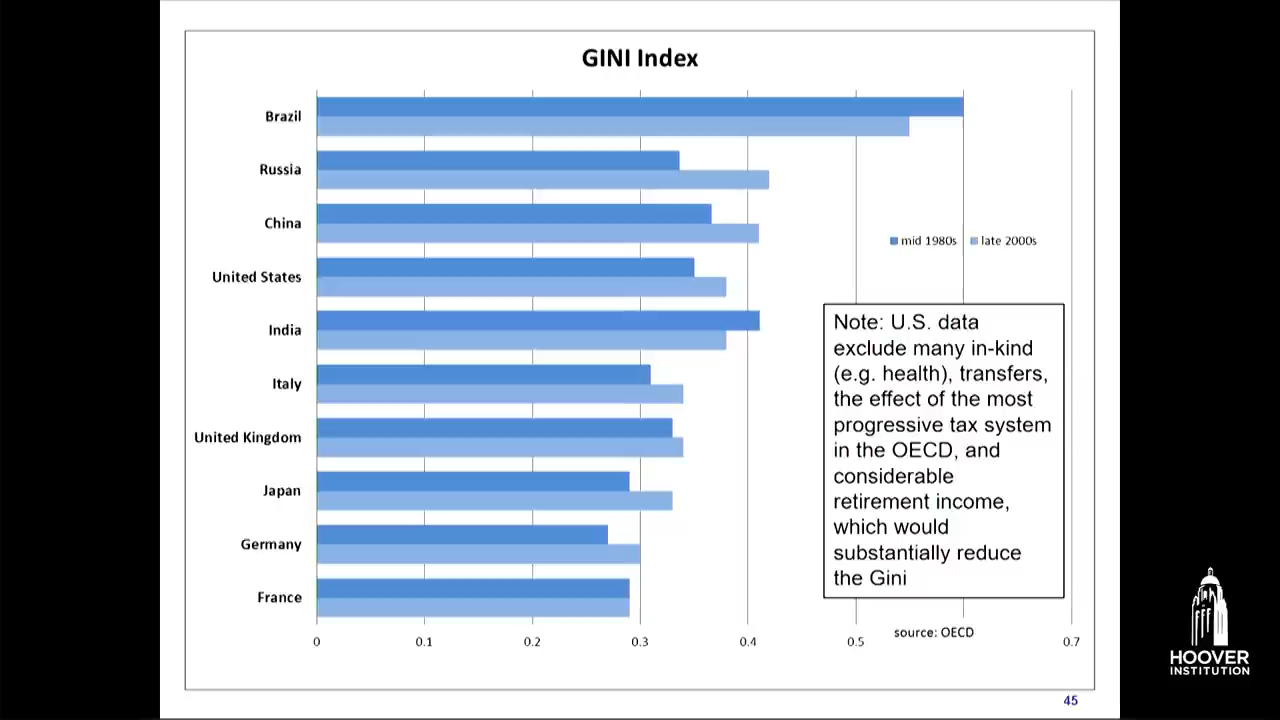 GINI Index
Brazil
Russia
China
United States
India
Italy
United Kingdom
Japan
Germany
France
mid 1980s
late 2000s
Note: U.S. data
exclude many in-kind
(e.g. health), transfers,
the effect of the most
progressive tax system
in the OECD, and
considerable
retirement income,
which would
substantially reduce
the Gini
source: OECD
0
0.1
0.2
0.3
0.4
0.5
0.7
45
HOOVER
INSTITUTION